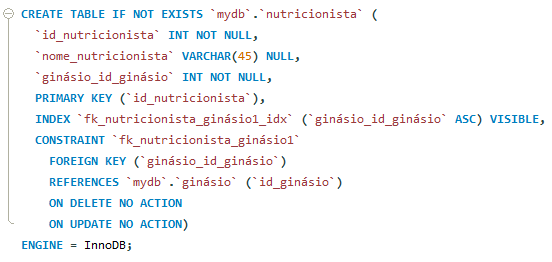 CREATE TABLE IF NOT EXISTS `mydb`.`nutricionista` (
`id_nutricionista` INT NOT NULL,
`nome_nutricionista` VARCHAR(45) NULL,
`ginásio_id_ginásio` INT NOT NULL,
PRIMARY KEY (`id_nutricionista`),
INDEX `fk_nutricionista_ginásio1_idx` (`ginásio_id_ginásio` ASC) VISIBLE,
CONSTRAINT `fk_nutricionista_ginásio1`
FOREIGN KEY (`ginásio_id_ginásio`)
REFERENCES `mydb`.`ginásio` (`id_ginásio`)
ON DELETE NO ACTION
ON UPDATE NO ACTION)
ENGINE = InnoDB;